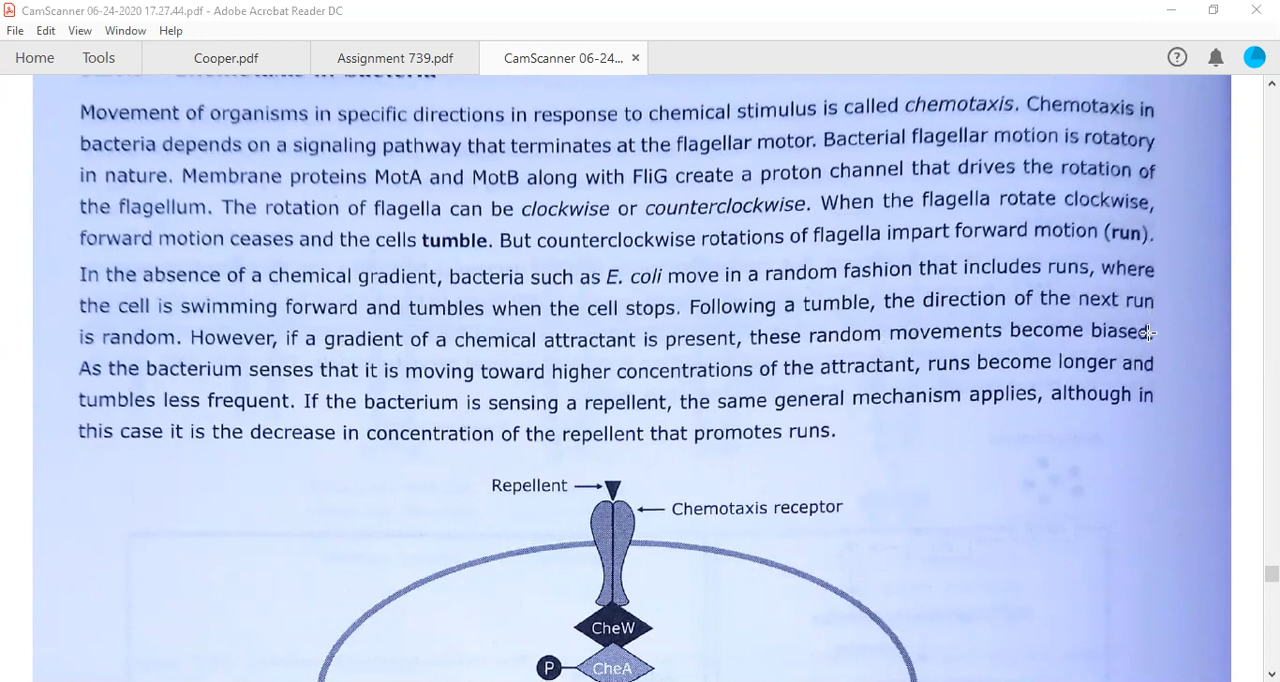 CamScanner 06-24-2020 17.27.44.pdf - Adobe Acrobat Reader DC
File Edit View Window Help
Home Tools Cooper.pdf Assignment 739.pdf CamScanner 06-24... ×
Movement of organisms in specific directions in response to chemical stimulus is called chemotaxis. Chemotaxis in
bacteria depends on a signaling pathway that terminates at the flagellar motor. Bacterial flagellar motion is rotatory
in nature. Membrane proteins MotA and MotB along with FliG create a proton channel that drives the rotation of
the flagellum. The rotation of flagella can be clockwise or counterclockwise. When the flagella rotate clockwise,
forward motion ceases and the cells tumble. But counterclockwise rotations of flagella impart forward motion (run).
In the absence of a chemical gradient, bacteria such as E. coli move in a random fashion that includes runs, where
the cell is swimming forward and tumbles when the cell stops. Following a tumble, the direction of the next run
is random. However, if a gradient of a chemical attractant is present, these random movements become biased.
As the bacterium senses that it is moving toward higher concentrations of the attractant, runs become longer and
tumbles less frequent. If the bacterium is sensing a repellent, the same general mechanism applies, although in
this case it is the decrease in concentration of the repellent that promotes runs.
Repellent
Chemotaxis receptor
CheW
P CheA